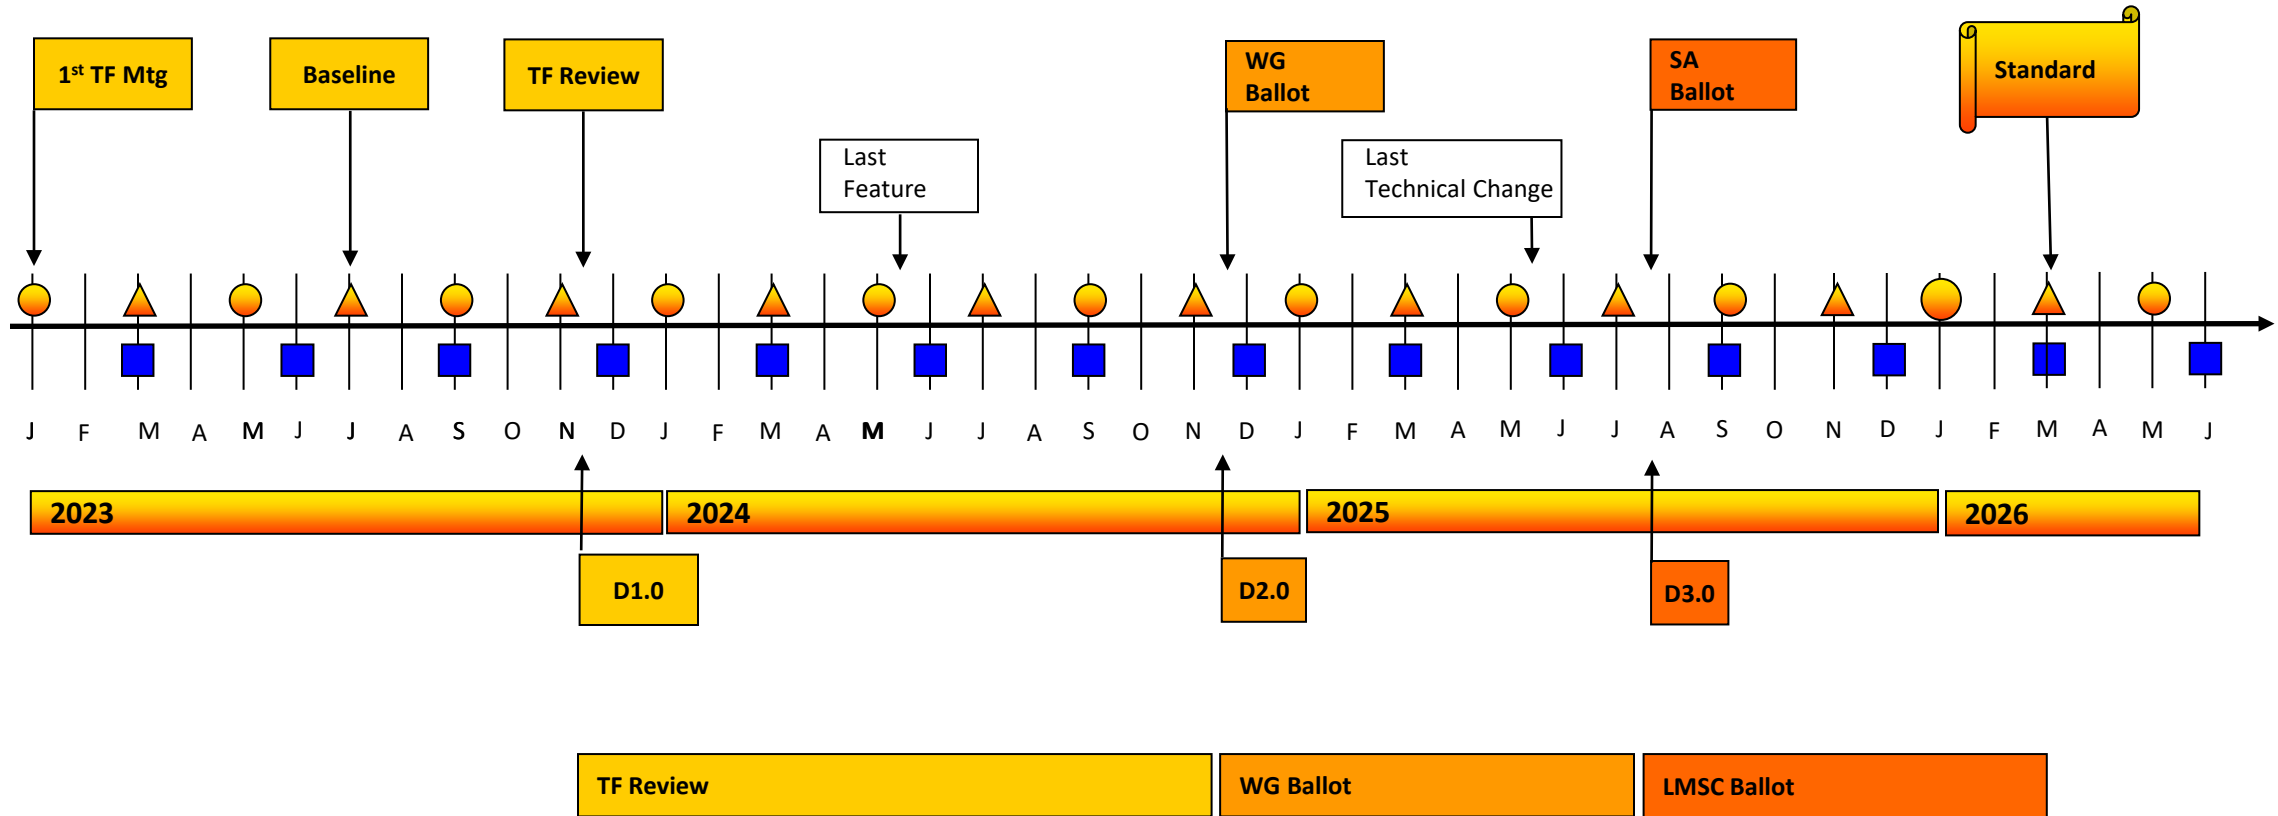 1st TF Mtg
Baseline
TF Review
WG
Ballot
SA
Ballot
Standard
Last
Feature
Last
Technical Change
J F M A M J J A S O N D J F M A M J J A S O N D J F M A M J J A S O N D J F M A M J
2023
2024
2025
2026
D1.0
D2.0
D3.0
TF Review
WG Ballot
LMSC Ballot